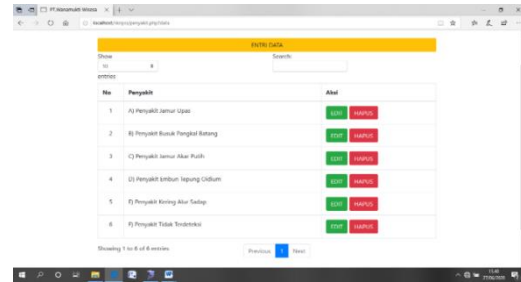 PT.Monamukti Wiresa
localhost/skripsi/penyakit.php?data
ENTRI DATA
Show
10
entries
Search:
No Penyakit Aksi
1 A) Penyakit Jamur Upas EDIT HAPUS
2 B) Penyakit Busuk Pangkal Batang EDIT HAPUS
3 C) Penyakit Jamur Akar Putih EDIT HAPUS
4 D) Penyakit Embun Tepung Oidium EDIT HAPUS
5 E) Penyakit Kering Alur Sadap EDIT HAPUS
6 F) Penyakit Tidak Terdeteksi EDIT HAPUS
Showing 1 to 6 of 6 entries
Previous 1 Next